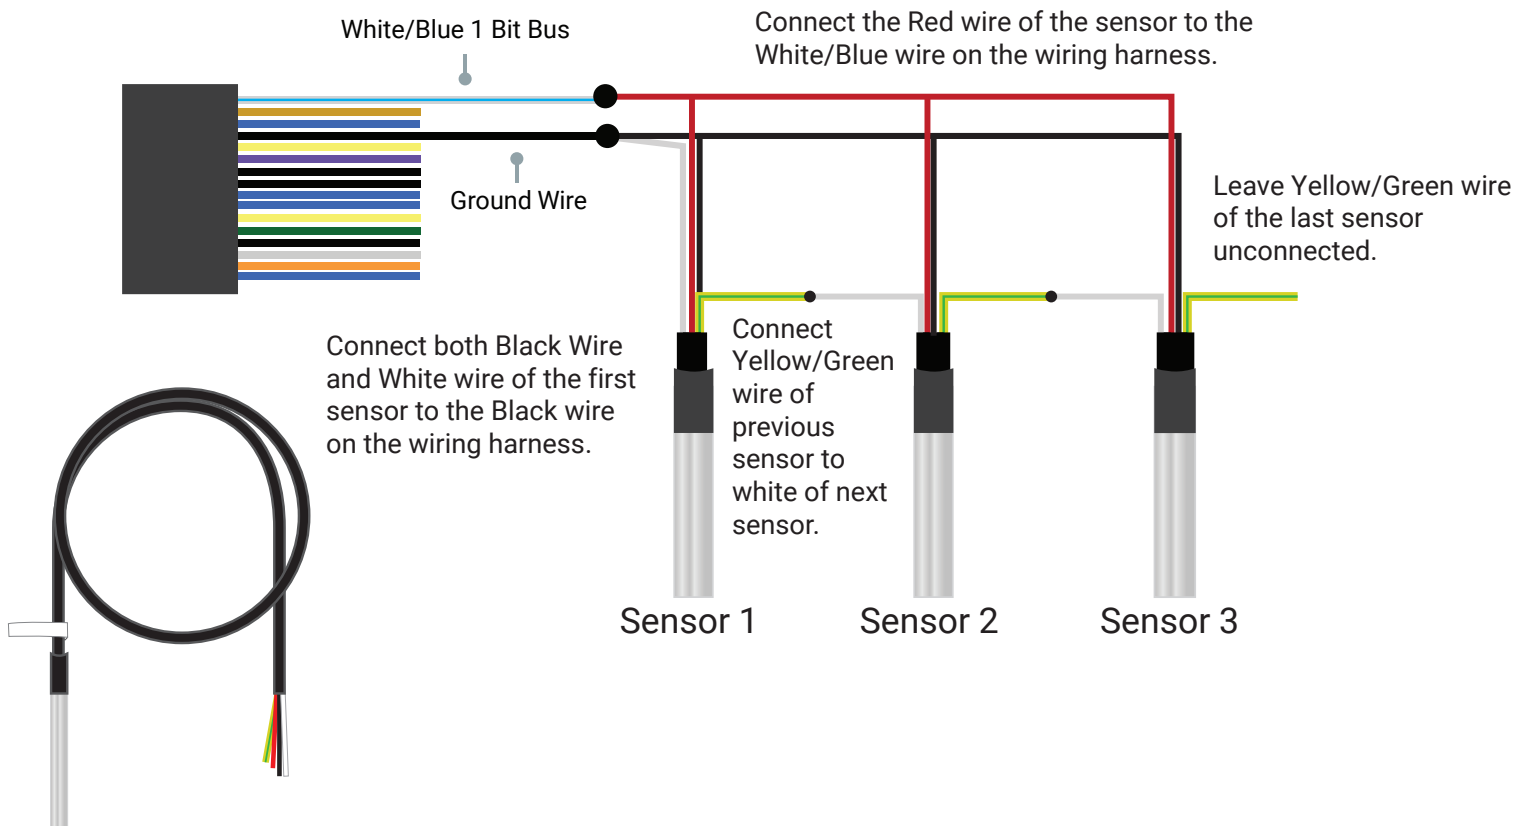 White/Blue 1 Bit Bus
Connect the Red wire of the sensor to the
White/Blue wire on the wiring harness.
Ground Wire
Leave Yellow/Green wire
of the last sensor
unconnected.
Connect both Black Wire
and White wire of the first
sensor to the Black wire
on the wiring harness.
Connect
Yellow/Green
wire of
previous
sensor to
white of next
sensor.
Sensor 1
Sensor 2
Sensor 3